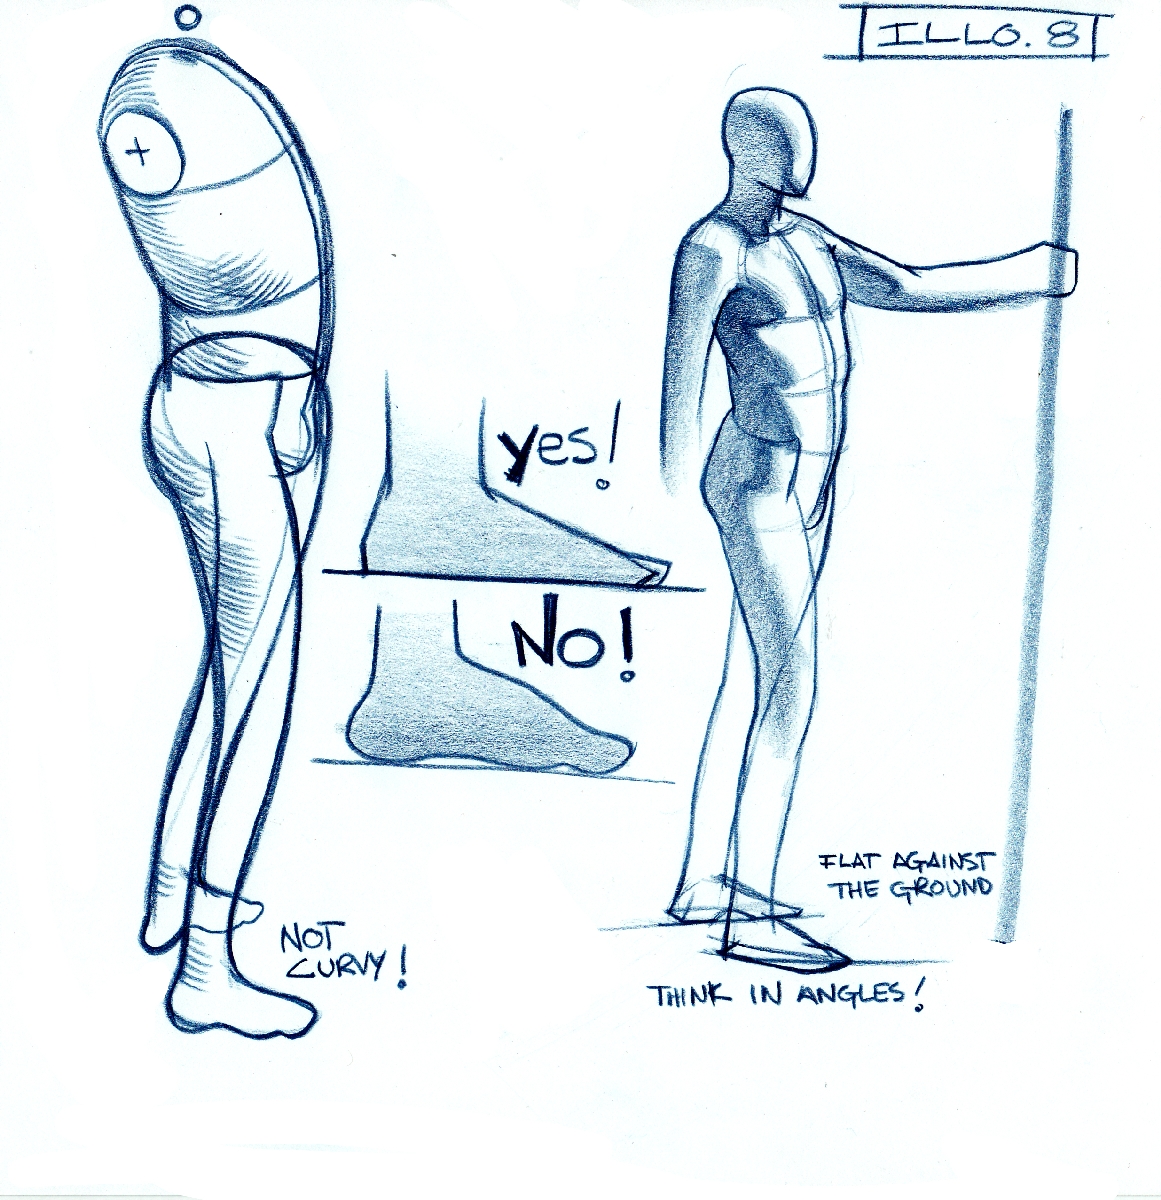 ILLO. 8
yes!
No!
FLAT AGAINST
THE GROUND
NOT
CURVY!
THINK IN ANGLES!